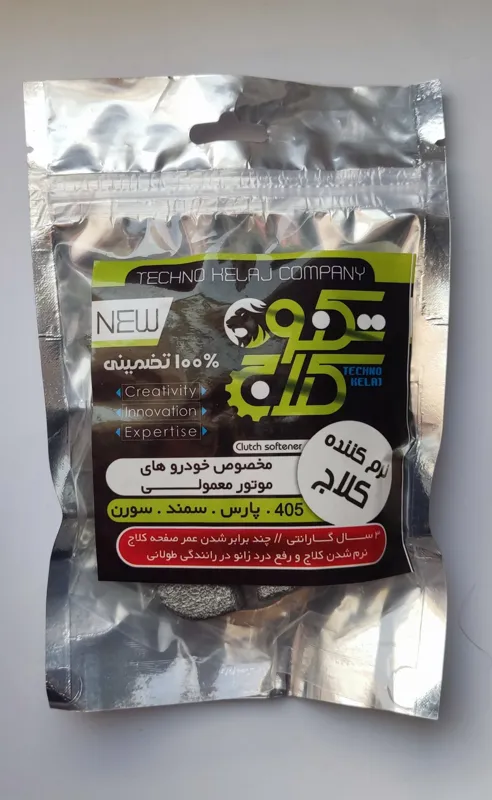 TECHNO KELAJ COMPANY
NEW
تکنو
کلاج
TECHNO
KELAJ
۱۰۰% تضمینی
Creativity
Innovation
Expertise
Clutch softener
نرم کننده
کلاج
مخصوص خودرو های
موتور معمولی
405 . پارس . سمند . سورن
۲ سال گارانتی // چند برابر شدن عمر صفحه کلاج
نرم شدن کلاج و رفع درد زانو در رانندگی طولانی